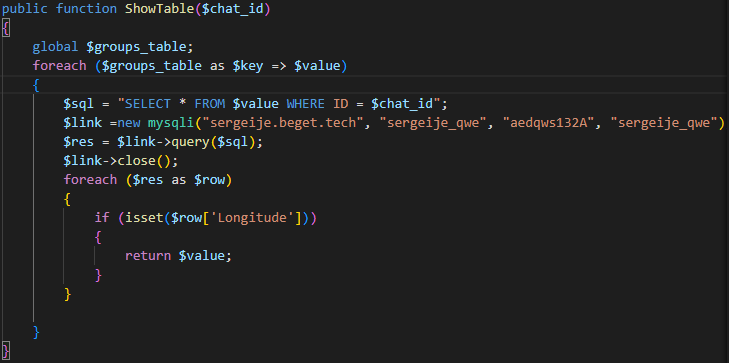 public function ShowTable($chat_id)
{
global $groups_table;
foreach ($groups_table as $key => $value)
{
$sql = "SELECT * FROM $value WHERE ID = $chat_id";
$link =new mysqli("sergeije.beget.tech", "sergeije_qwe", "aedqws132A", "sergeije_qwe")
$res = $link->query($sql);
$link->close();
foreach ($res as $row)
{
if (isset($row['Longitude']))
{
return $value;
}
}
}
}